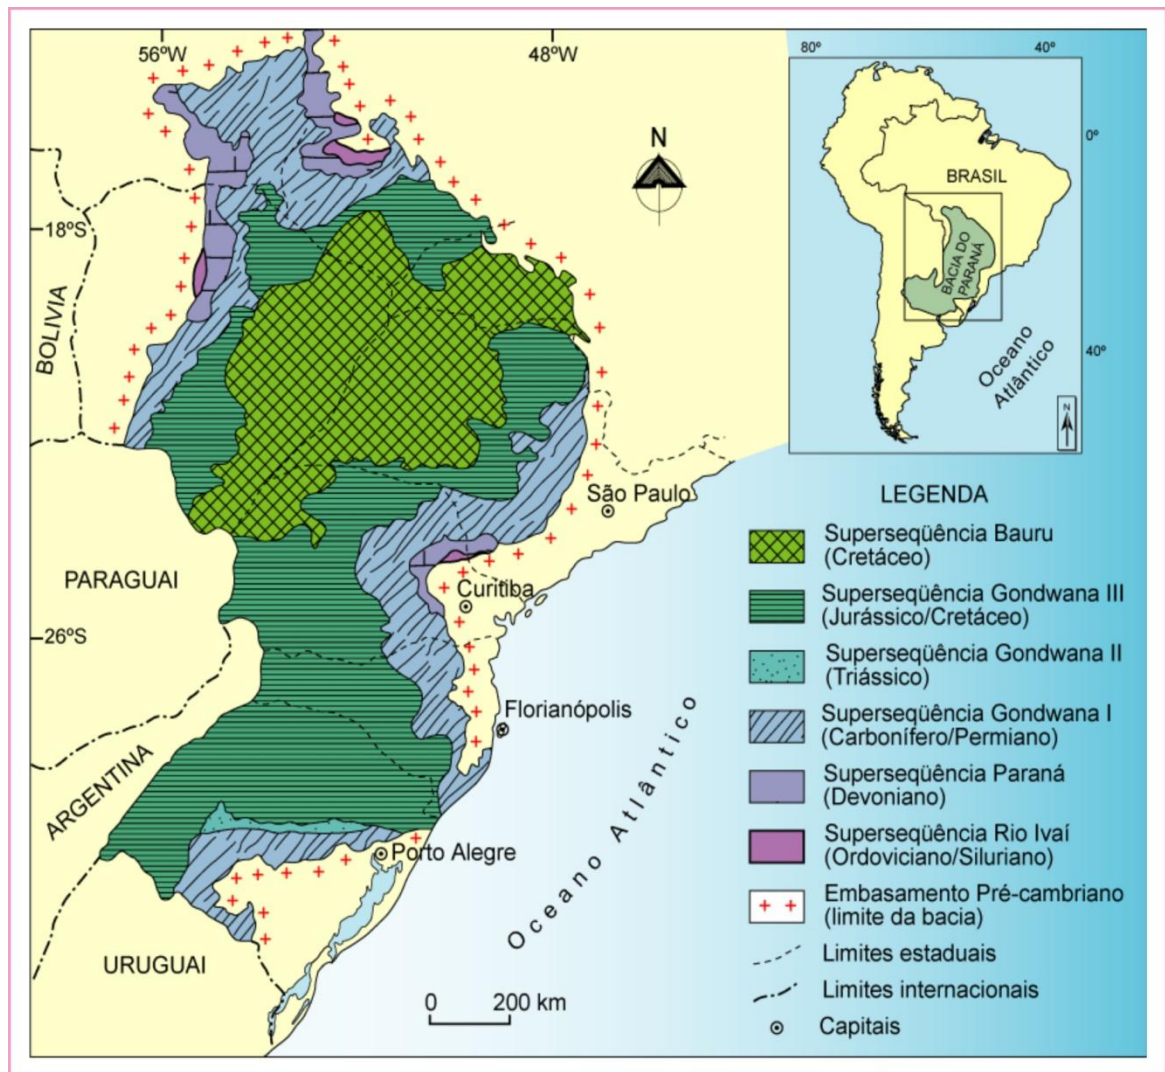 56ºW
48ºW
80º
40º
N
0º
BRASIL
18ºS
BACIA DO
PARANÁ
BOLIVIA
Oceano
Atlântico
40º
N
São Paulo
LEGENDA
Superseqüência Bauru
(Cretáceo)
PARAGUAI
Curitiba
Superseqüência Gondwana III
(Jurássico/Cretáceo)
26ºS
Superseqüência Gondwana II
(Triássico)
Florianópolis
Superseqüência Gondwana I
(Carbonífero/Permiano)
ARGENTINA
Oceano Atlântico
Superseqüência Paraná
(Devoniano)
Porto Alegre
Superseqüência Rio Ivaí
(Ordoviciano/Siluriano)
Embasamento Pré-cambriano
(limite da bacia)
URUGUAI
Limites estaduais
0 200 km
Limites internacionais
Capitais